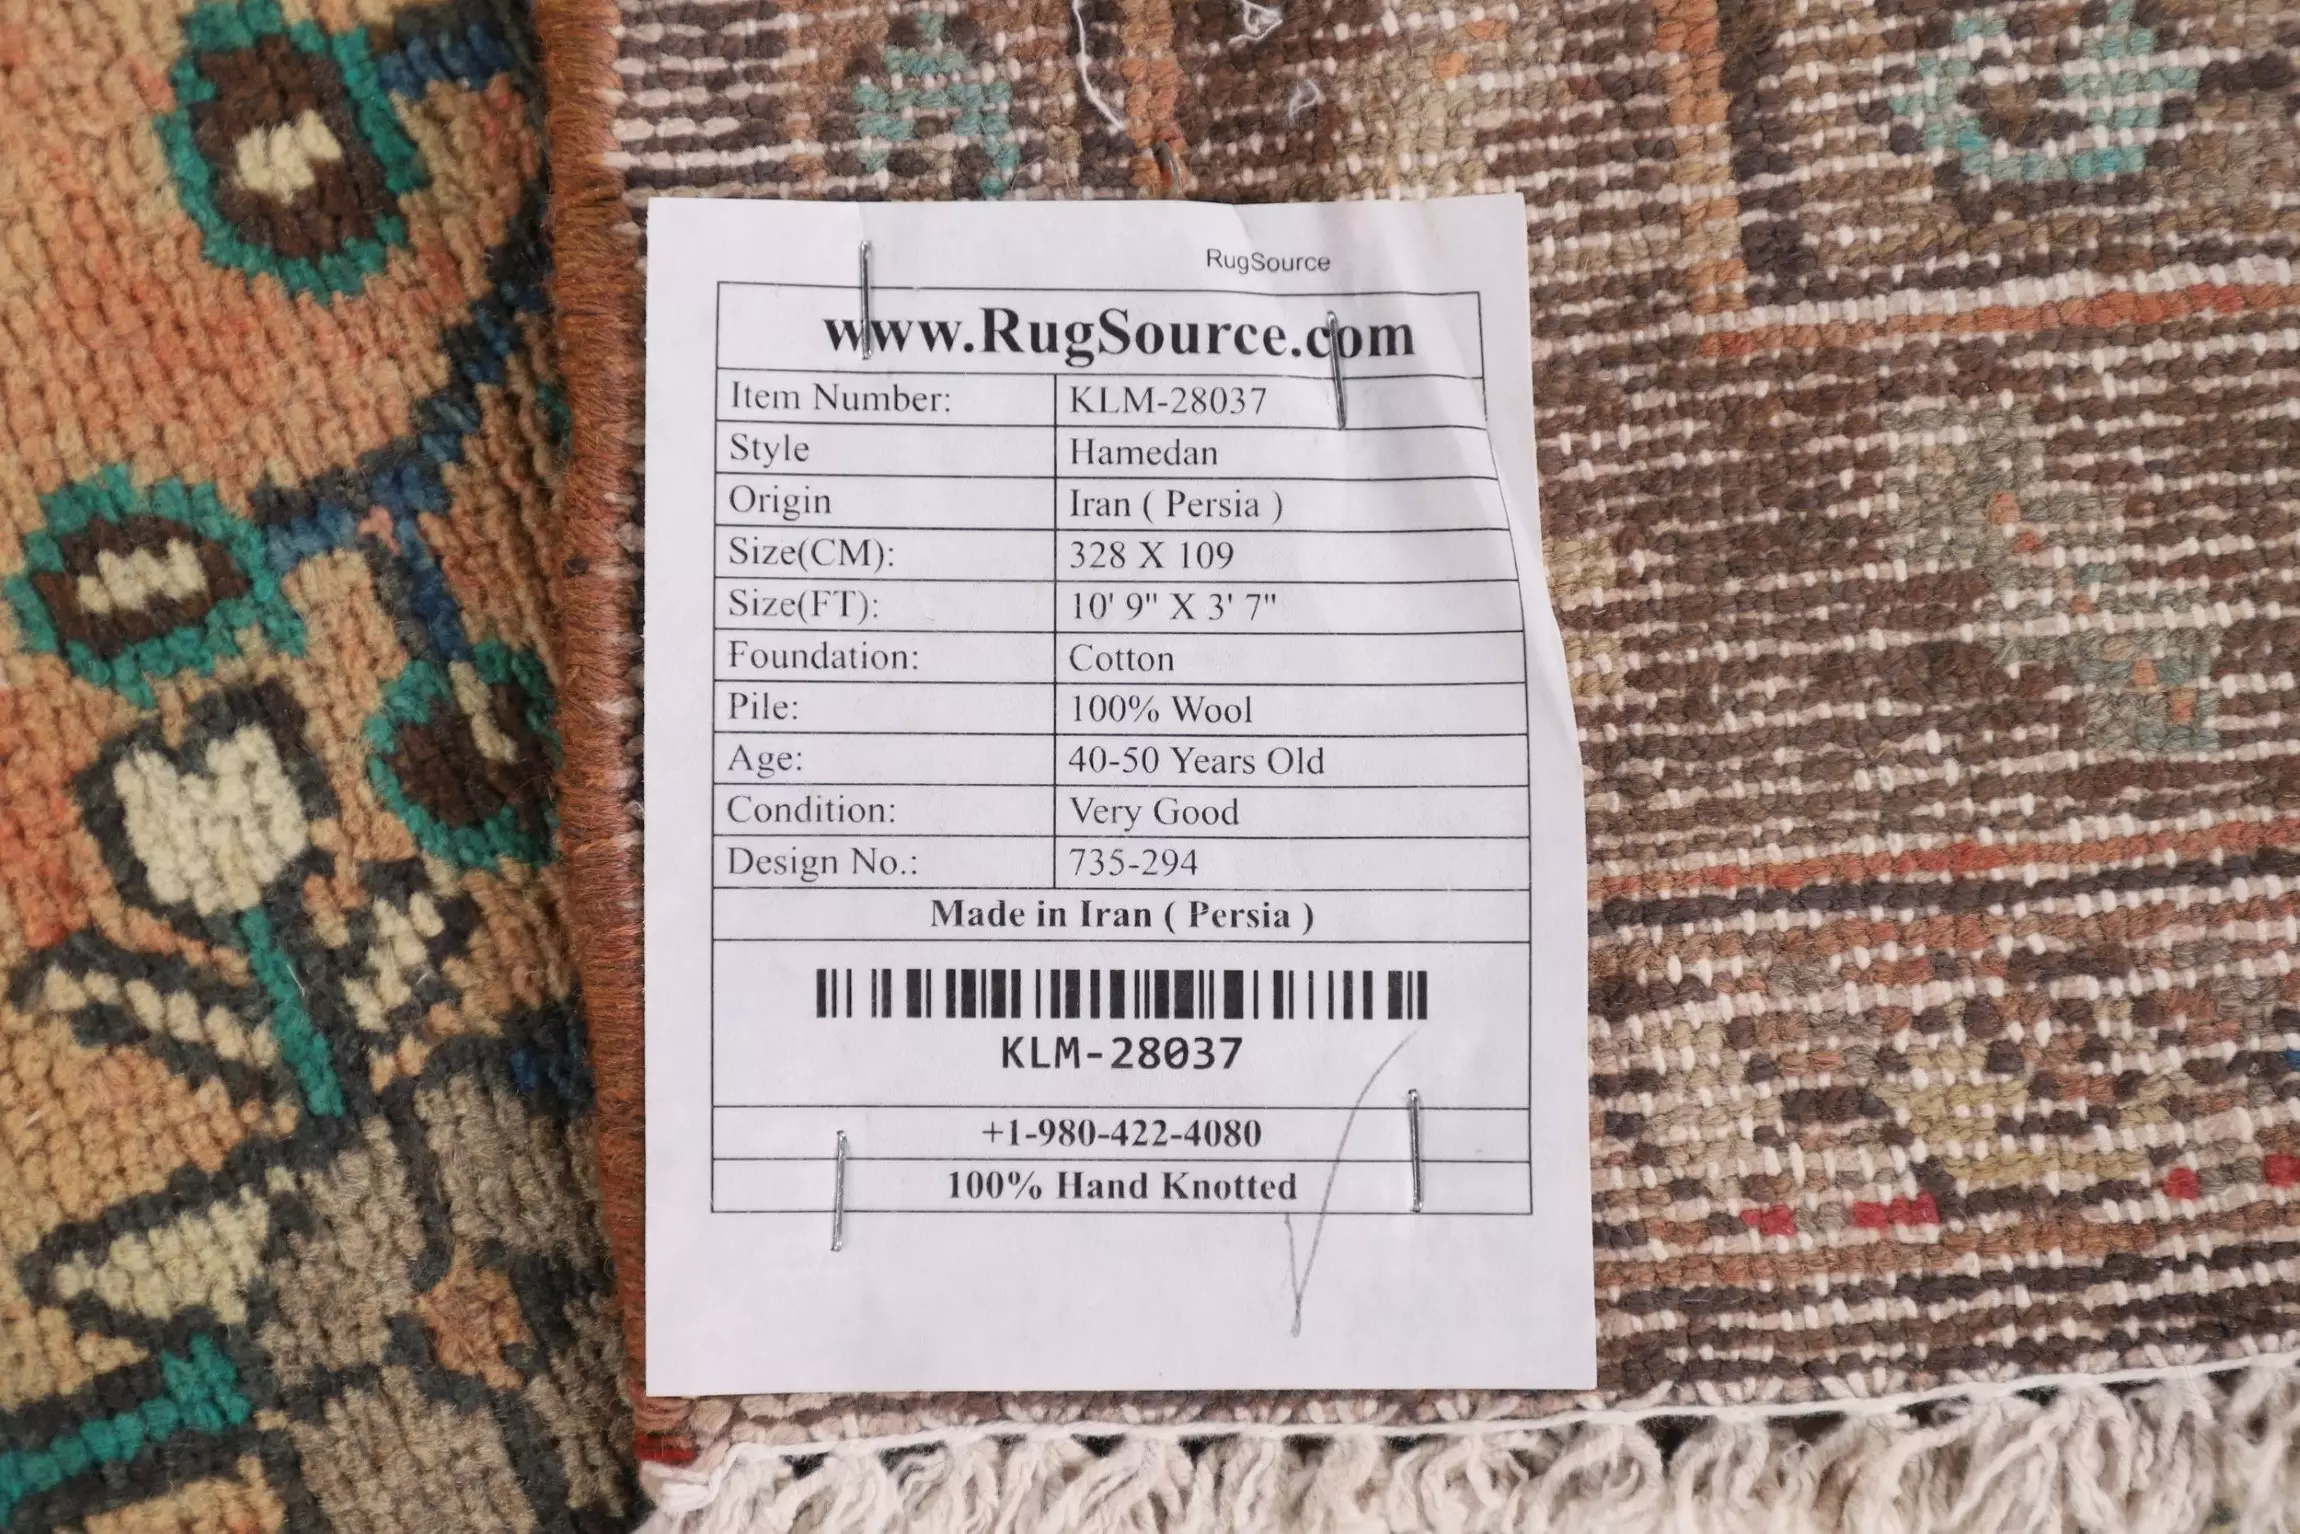 RugSource
www.RugSource.com
Item Number: KLM-28037
Style Hamedan
Origin Iran ( Persia )
Size(CM): 328 X 109
Size(FT): 10' 9" X 3' 7"
Foundation: Cotton
Pile: 100% Wool
Age: 40-50 Years Old
Condition: Very Good
Design No.: 735-294
Made in Iran ( Persia )
KLM-28037
+1-980-422-4080
100% Hand Knotted